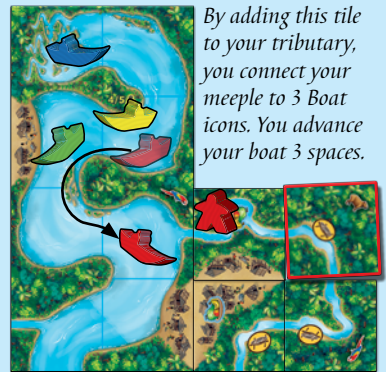 By adding this tile
to your tributary,
you connect your
meeple to 3 Boat
icons. You advance
your boat 3 spaces.